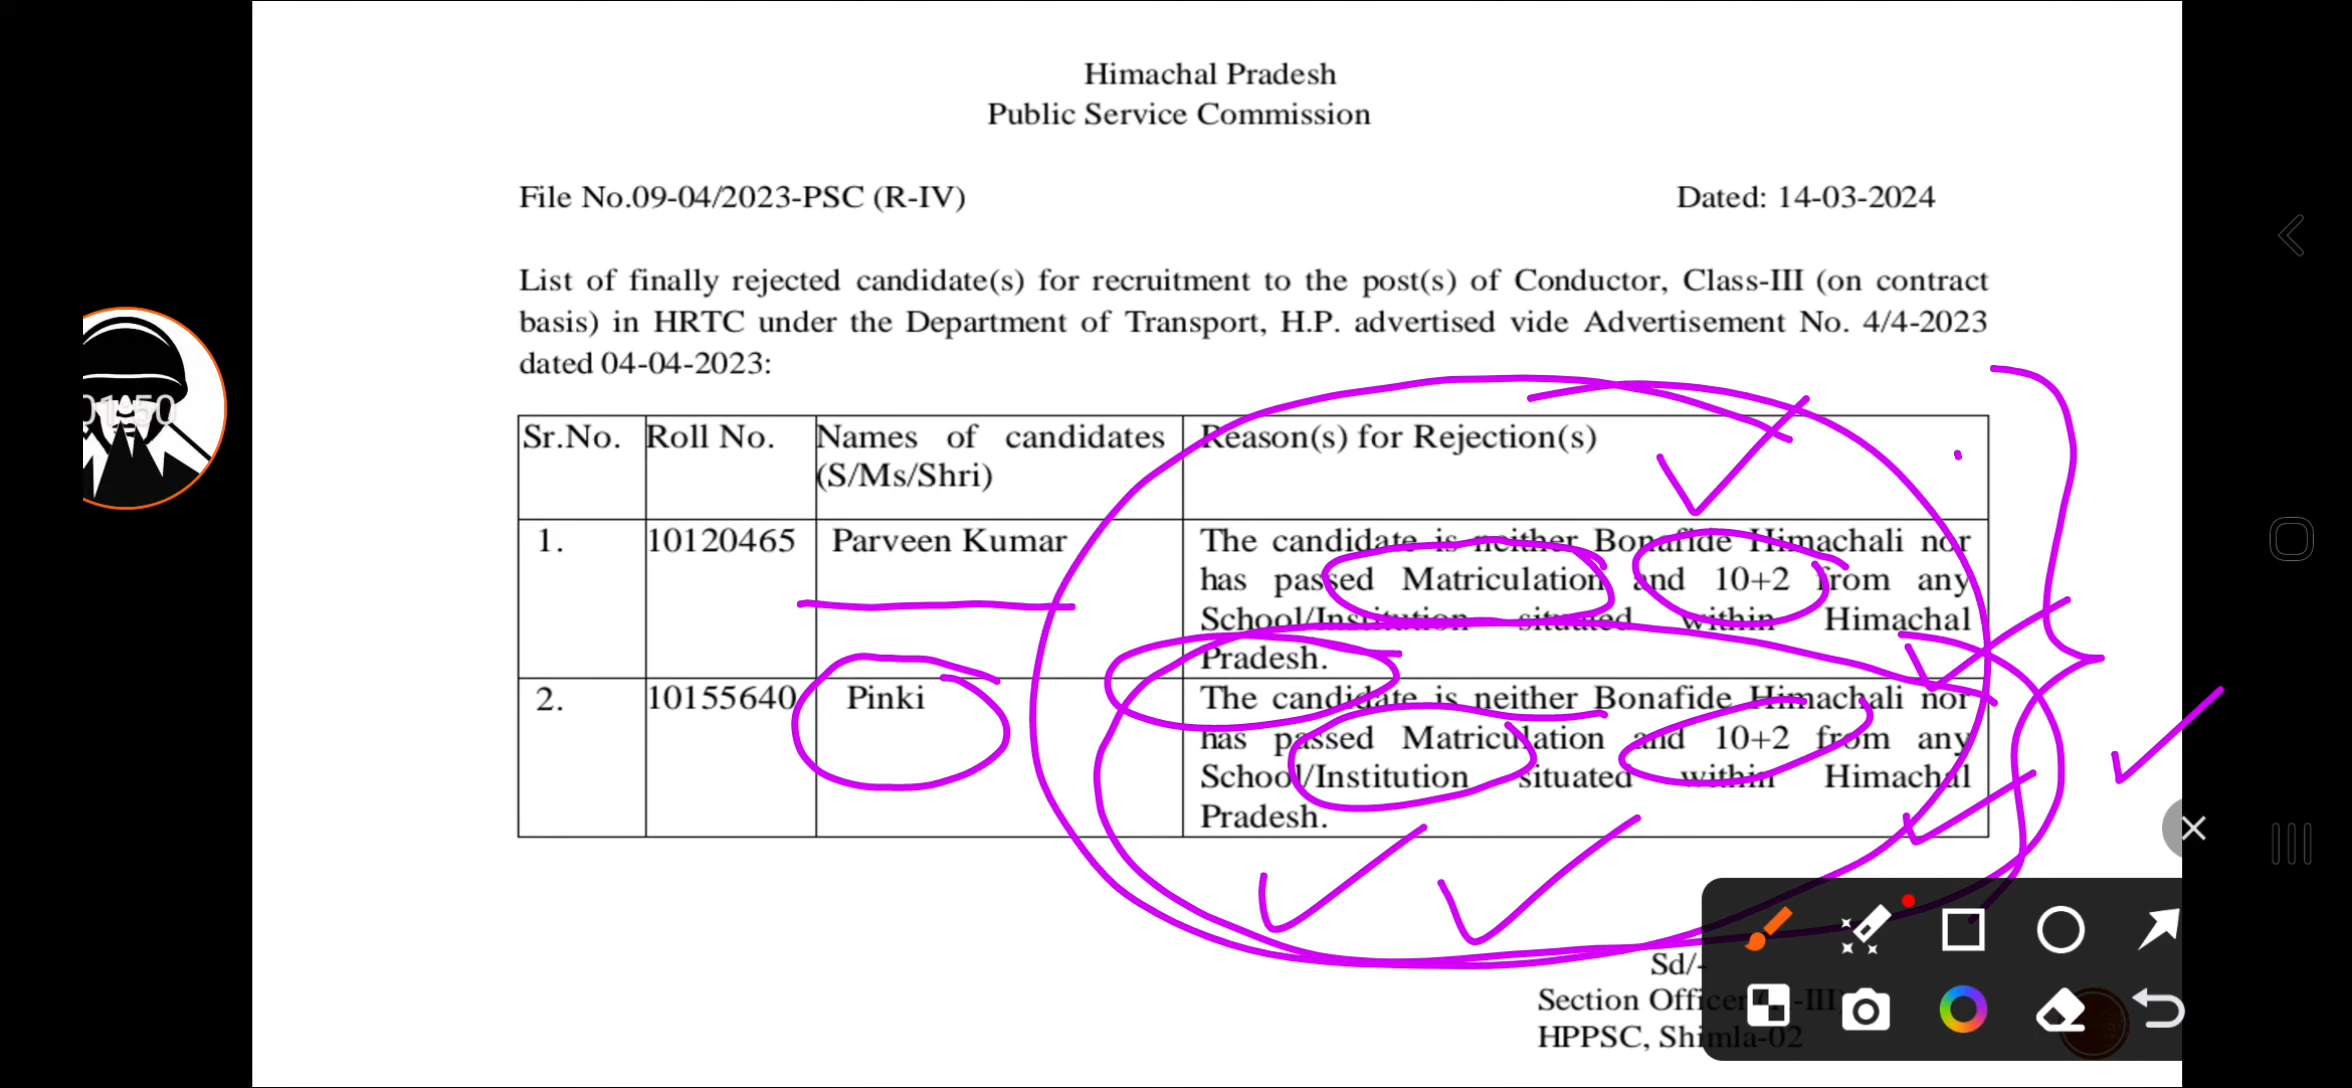 Himachal Pradesh
Public Service Commission
File No.09-04/2023-PSC (R-IV)
Dated: 14-03-2024
List of finally rejected candidate(s) for recruitment to the post(s) of Conductor, Class-III (on contract
basis) in HRTC under the Department of Transport, H.P. advertised vide Advertisement No. 4/4-2023
dated 04-04-2023:
Sr.No. Roll No. Names of candidates (S/Ms/Shri) Reason(s) for Rejection(s)
1. 10120465 Parveen Kumar The candidate is neither Bonafide Himachali nor
has passed Matriculation and 10+2 from any
School/Institution situated within Himachal
Pradesh.
2. 10155640 Pinki The candidate is neither Bonafide Himachali nor
has passed Matriculation and 10+2 from any
School/Institution situated within Himachal
Pradesh.
Sd/-
Section Officer -III
HPPSC, Shimla-02